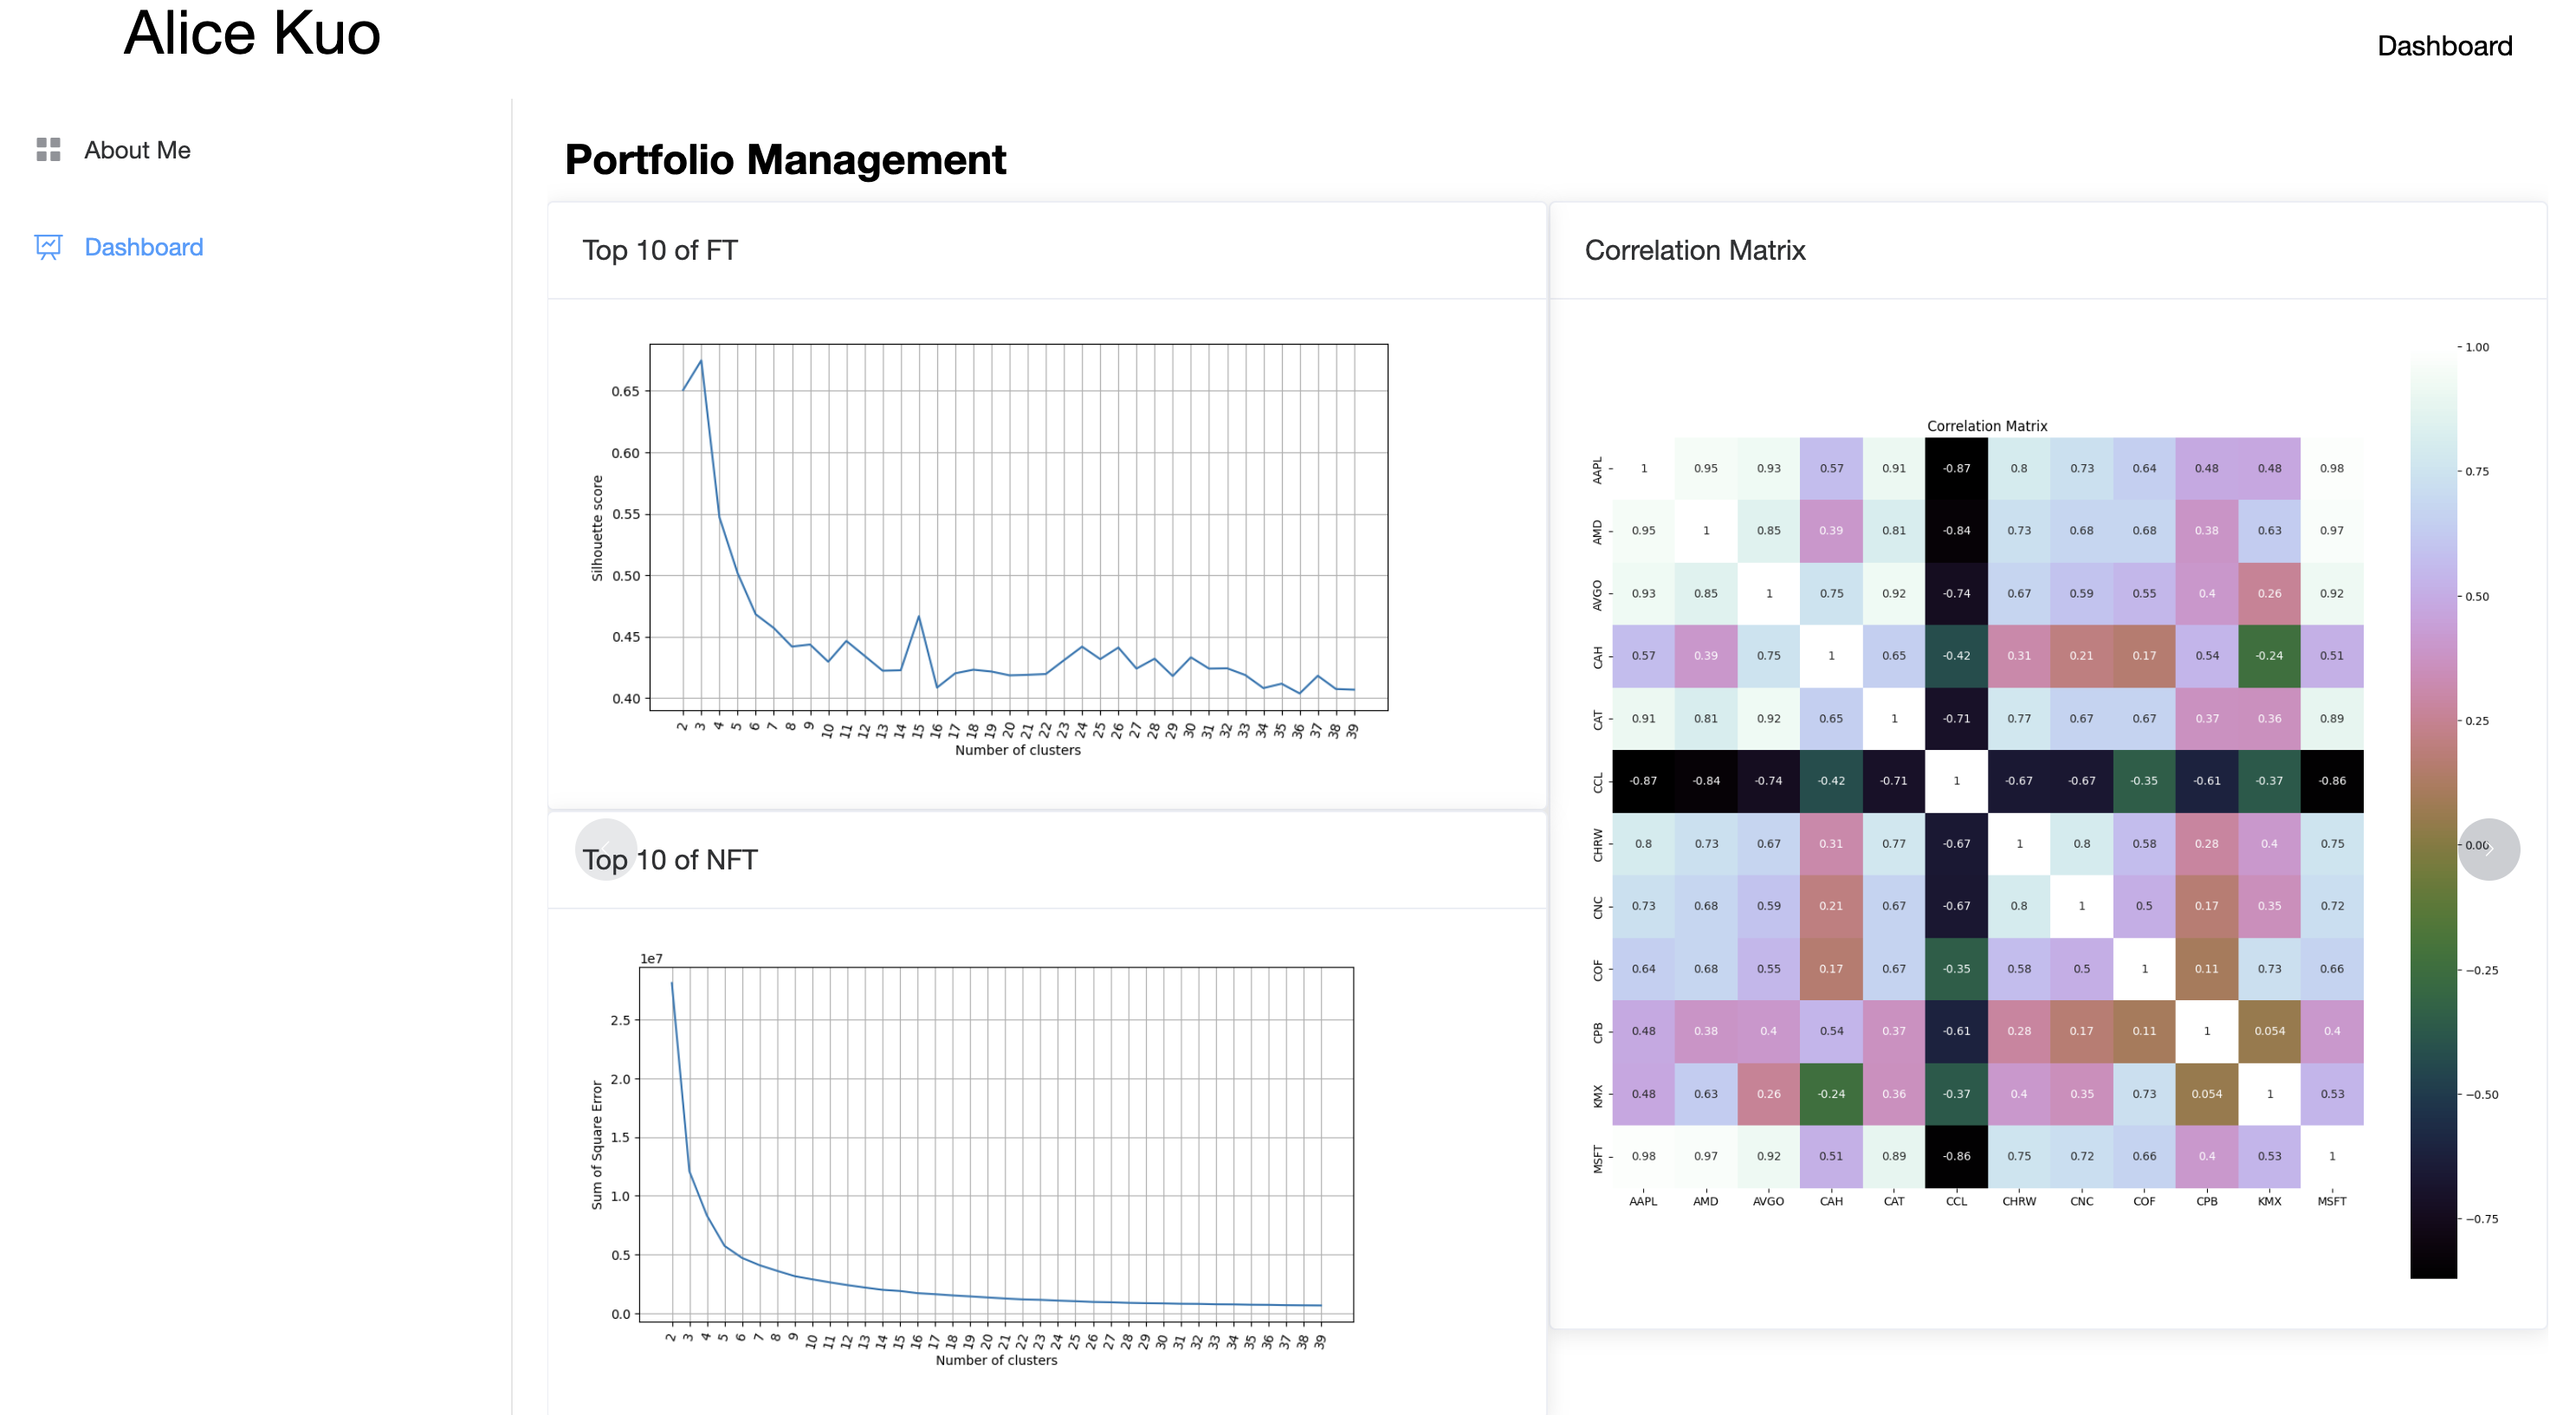 Alice Kuo
Dashboard
About Me
Dashboard
Portfolio Management
Top 10 of FT
0.65
0.60
0.55
0.50
0.45
0.40
Silhouette score
2 3 4 5 6 7 8 9 10 11 12 13 14 15 16 17 18 19 20 21 22 23 24 25 26 27 28 29 30 31 32 33 34 35 36 37 38 39
Number of clusters
Top 10 of NFT
1e7
2.5
2.0
1.5
1.0
0.5
0.0
Sum of Square Error
2 3 4 5 6 7 8 9 10 11 12 13 14 15 16 17 18 19 20 21 22 23 24 25 26 27 28 29 30 31 32 33 34 35 36 37 38 39
Number of clusters
Correlation Matrix
Correlation Matrix
AAPL 1 0.95 0.93 0.57 0.91 -0.87 0.8 0.73 0.64 0.48 0.48 0.98
AMD 0.95 1 0.85 0.39 0.81 -0.84 0.73 0.68 0.68 0.38 0.63 0.97
AVGO 0.93 0.85 1 0.75 0.92 -0.74 0.67 0.59 0.55 0.4 0.26 0.92
CAH 0.57 0.39 0.75 1 0.65 -0.42 0.31 0.21 0.17 0.54 -0.24 0.51
CAT 0.91 0.81 0.92 0.65 1 -0.71 0.77 0.67 0.67 0.37 0.36 0.89
CCL -0.87 -0.84 -0.74 -0.42 -0.71 1 -0.67 -0.67 -0.35 -0.61 -0.37 -0.86
CHRW 0.8 0.73 0.67 0.31 0.77 -0.67 1 0.8 0.58 0.28 0.4 0.75
CNC 0.73 0.68 0.59 0.21 0.67 -0.67 0.8 1 0.5 0.17 0.35 0.72
COF 0.64 0.68 0.55 0.17 0.67 -0.35 0.58 0.5 1 0.11 0.73 0.66
CPB 0.48 0.38 0.4 0.54 0.37 -0.61 0.28 0.17 0.11 1 0.054 0.4
KMX 0.48 0.63 0.26 -0.24 0.36 -0.37 0.4 0.35 0.73 0.054 1 0.53
MSFT 0.98 0.97 0.92 0.51 0.89 -0.86 0.75 0.72 0.66 0.4 0.53 1
AAPL AMD AVGO CAH CAT CCL CHRW CNC COF CPB KMX MSFT
1.00
0.75
0.50
0.25
0.00
−0.25
−0.50
−0.75